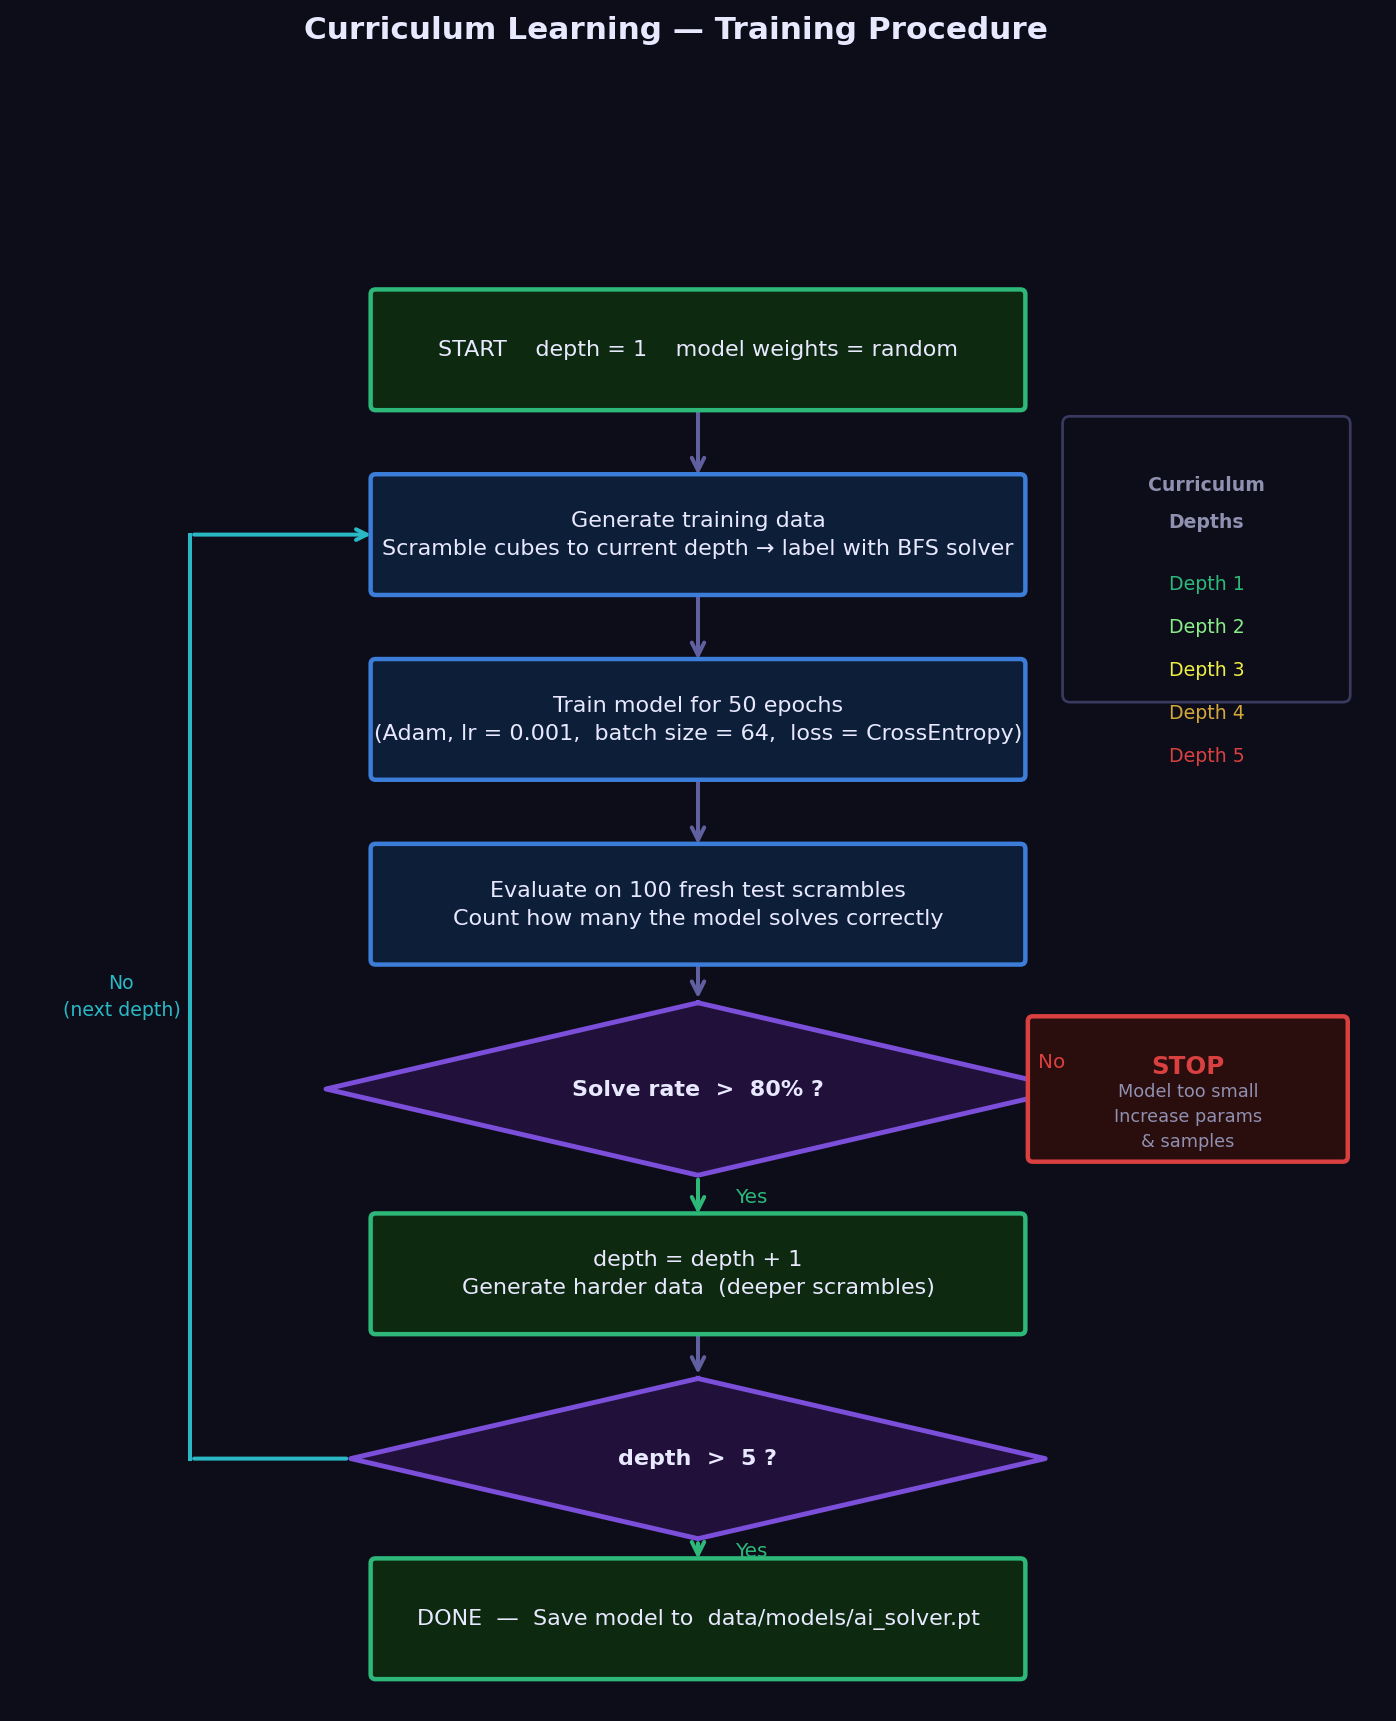 Curriculum Learning — Training Procedure
START    depth = 1    model weights = random
Generate training data
Scramble cubes to current depth → label with BFS solver
Curriculum
Depths
Depth 1
Depth 2
Depth 3
Depth 4
Depth 5
Train model for 50 epochs
(Adam, lr = 0.001,  batch size = 64,  loss = CrossEntropy)
Evaluate on 100 fresh test scrambles
Count how many the model solves correctly
No
(next depth)
Solve rate  >  80% ?
No
STOP
Model too small
Increase params
& samples
Yes
depth = depth + 1
Generate harder data  (deeper scrambles)
depth  >  5 ?
Yes
DONE  —  Save model to  data/models/ai_solver.pt